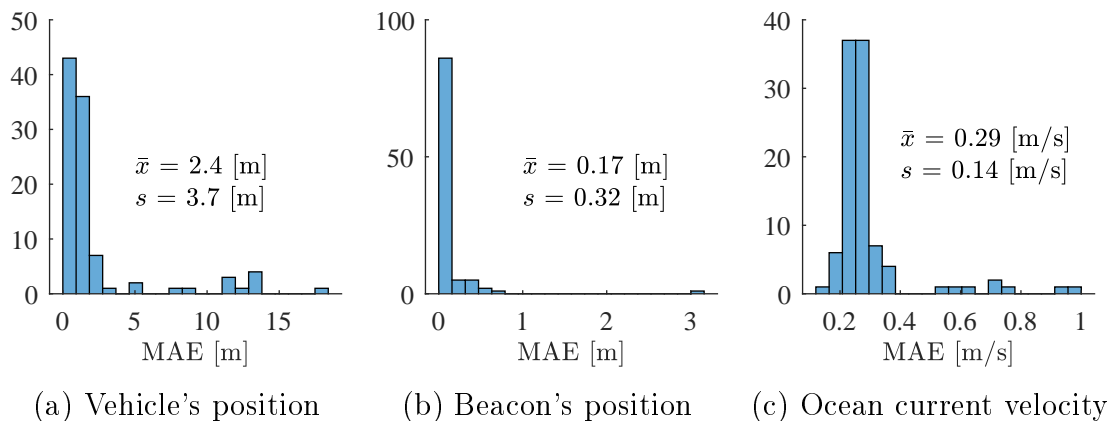 50
40
30
20
10
0
x̄ = 2.4 [m]
s = 3.7 [m]
0 5 10 15
MAE [m]
(a) Vehicle's position
100
50
0
x̄ = 0.17 [m]
s = 0.32 [m]
0 1 2 3
MAE [m]
(b) Beacon's position
40
30
20
10
0
x̄ = 0.29 [m/s]
s = 0.14 [m/s]
0.2 0.4 0.6 0.8 1
MAE [m/s]
(c) Ocean current velocity